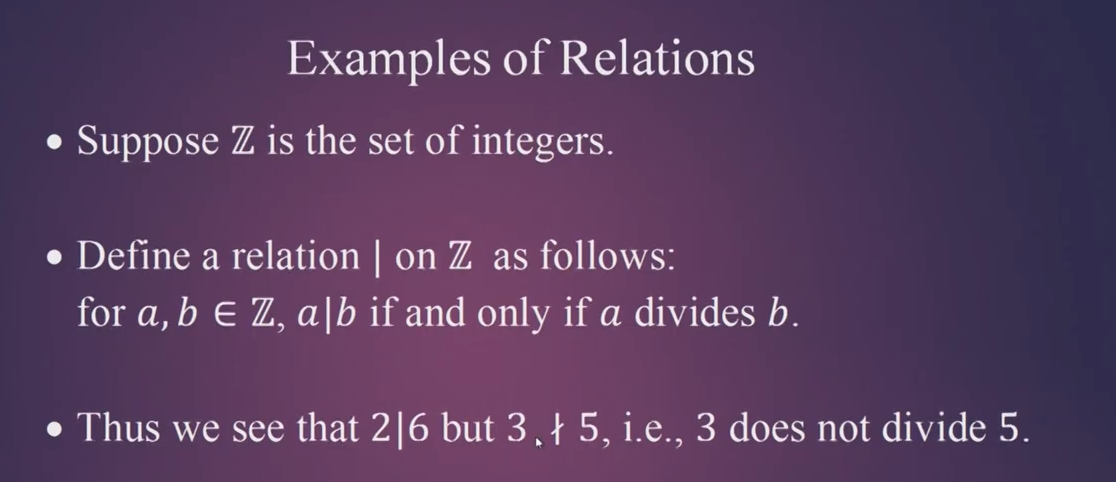 Examples of Relations
• Suppose ℤ is the set of integers.
• Define a relation | on ℤ as follows:
for a, b ∈ ℤ, a|b if and only if a divides b.
• Thus we see that 2|6 but 3 ∤ 5, i.e., 3 does not divide 5.